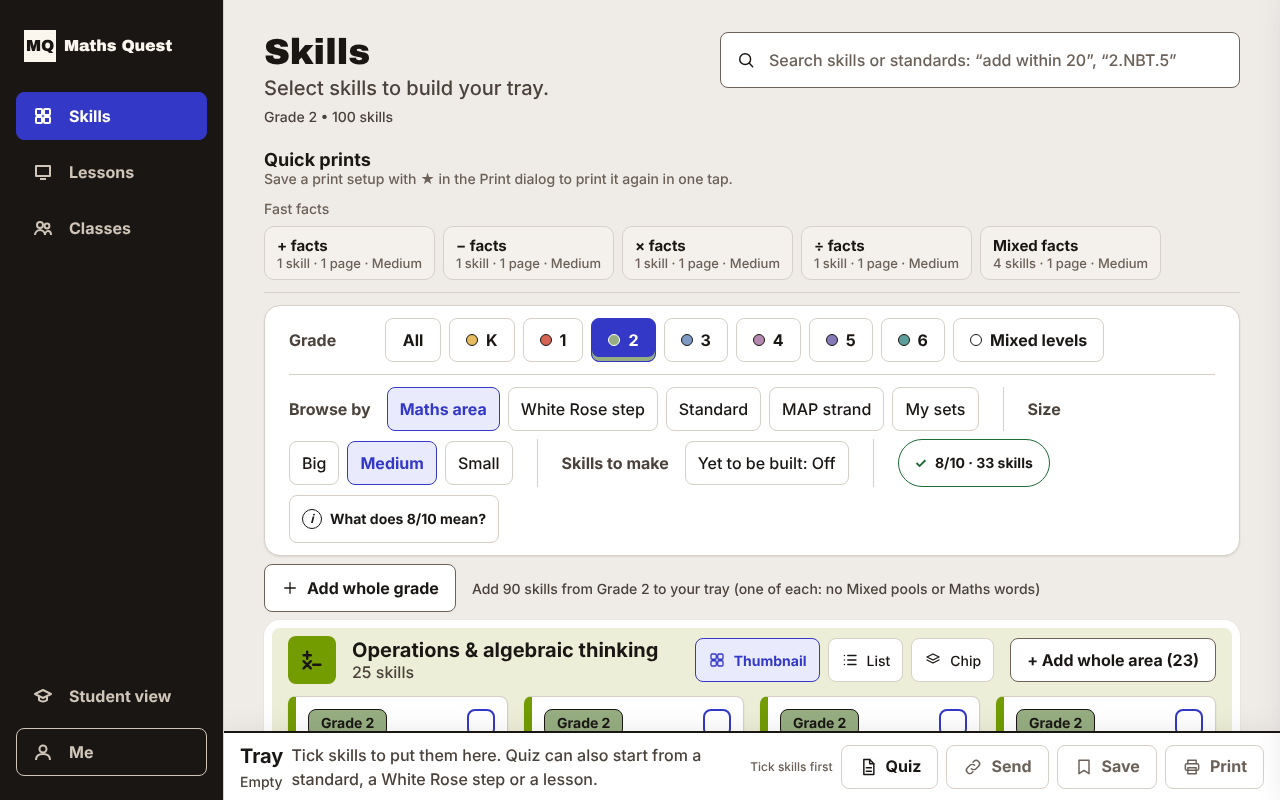 MQ Maths Quest
Skills
Lessons
Classes
Student view
Me
Skills
Select skills to build your tray.
Grade 2 • 100 skills
Search skills or standards: “add within 20”, “2.NBT.5”
Quick prints
Save a print setup with ★ in the Print dialog to print it again in one tap.
Fast facts
+ facts
1 skill · 1 page · Medium
− facts
1 skill · 1 page · Medium
× facts
1 skill · 1 page · Medium
÷ facts
1 skill · 1 page · Medium
Mixed facts
4 skills · 1 page · Medium
Grade All K 1 2 3 4 5 6 Mixed levels
Browse by Maths area White Rose step Standard MAP strand My sets Size
Big Medium Small Skills to make Yet to be built: Off ✓ 8/10 · 33 skills
i What does 8/10 mean?
+ Add whole grade Add 90 skills from Grade 2 to your tray (one of each: no Mixed pools or Maths words)
Operations & algebraic thinking
25 skills
Thumbnail List Chip + Add whole area (23)
Grade 2 Grade 2 Grade 2 Grade 2
Tray
Empty
Tick skills to put them here. Quiz can also start from a
standard, a White Rose step or a lesson.
Tick skills first Quiz Send Save Print